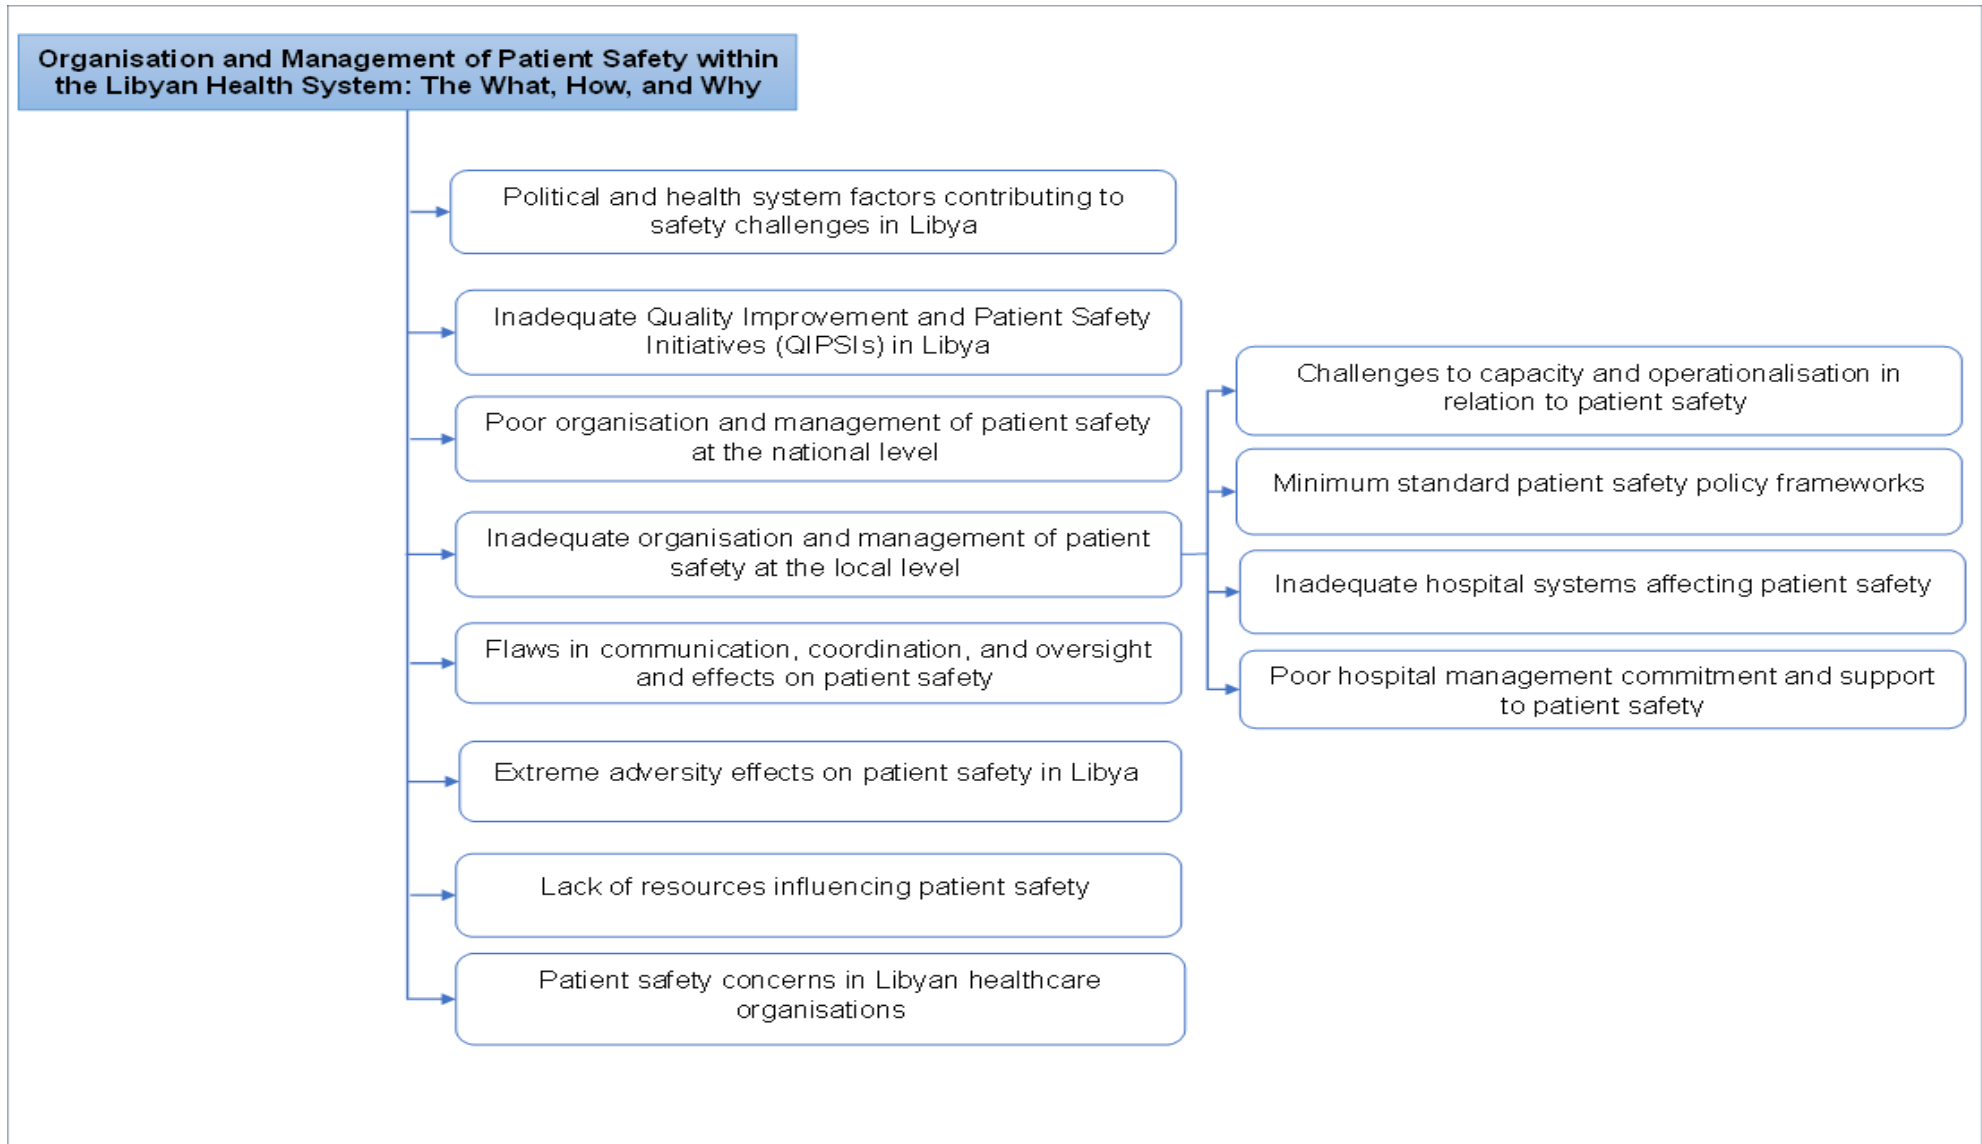 Organisation and Management of Patient Safety within
the Libyan Health System: The What, How, and Why
Political and health system factors contributing to
safety challenges in Libya
Inadequate Quality Improvement and Patient Safety
Initiatives (QIPSIs) in Libya
Poor organisation and management of patient safety
at the national level
Inadequate organisation and management of patient
safety at the local level
Challenges to capacity and operationalisation in
relation to patient safety
Minimum standard patient safety policy frameworks
Inadequate hospital systems affecting patient safety
Poor hospital management commitment and support
to patient safety
Flaws in communication, coordination, and oversight
and effects on patient safety
Extreme adversity effects on patient safety in Libya
Lack of resources influencing patient safety
Patient safety concerns in Libyan healthcare
organisations